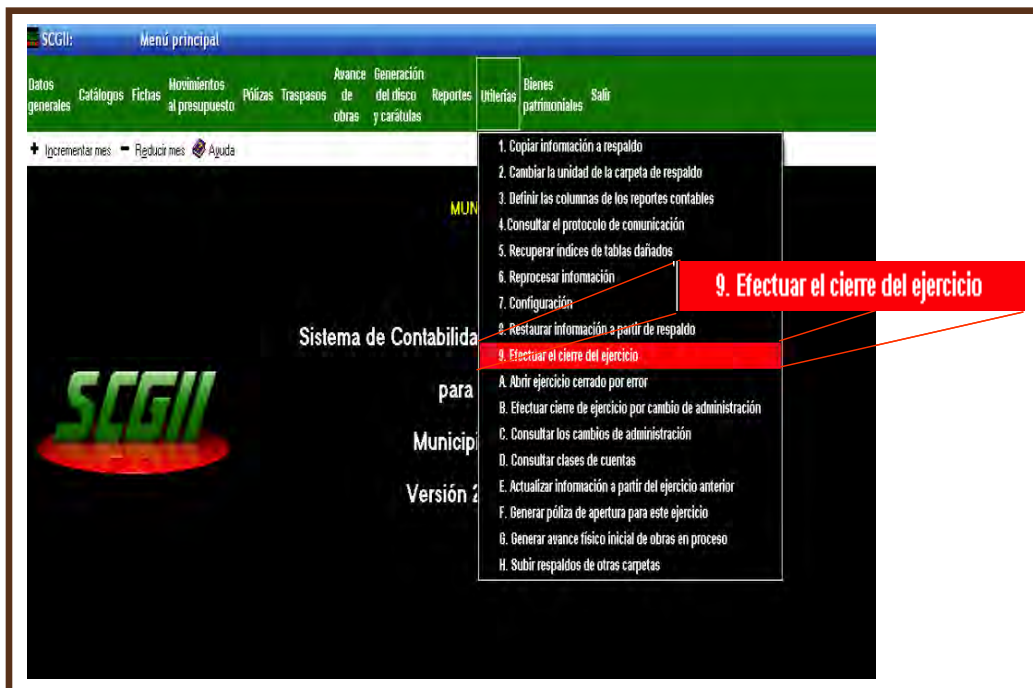 SCGII: Menú principal
Datos generales Catálogos Fichas Movimientos al presupuesto Pólizas Traspasos Avance de obras Generación del disco y carátulas Reportes Utilerías Bienes patrimoniales Salir
+ Incrementar mes - Reducir mes Ayuda
1. Copiar información a respaldo
2. Cambiar la unidad de la carpeta de respaldo
3. Definir las columnas de los reportes contables
4.Consultar el protocolo de comunicación
5. Recuperar índices de tablas dañados
6. Reprocesar información
7. Configuración
8. Restaurar información a partir de respaldo
9. Efectuar el cierre del ejercicio
A. Abrir ejercicio cerrado por error
B. Efectuar cierre de ejercicio por cambio de administración
C. Consultar los cambios de administración
D. Consultar clases de cuentas
E. Actualizar información a partir del ejercicio anterior
F. Generar póliza de apertura para este ejercicio
G. Generar avance físico inicial de obras en proceso
H. Subir respaldos de otras carpetas
9. Efectuar el cierre del ejercicio
MUN
Sistema de Contabilida
para
Municipi
Versión 2
SCGII